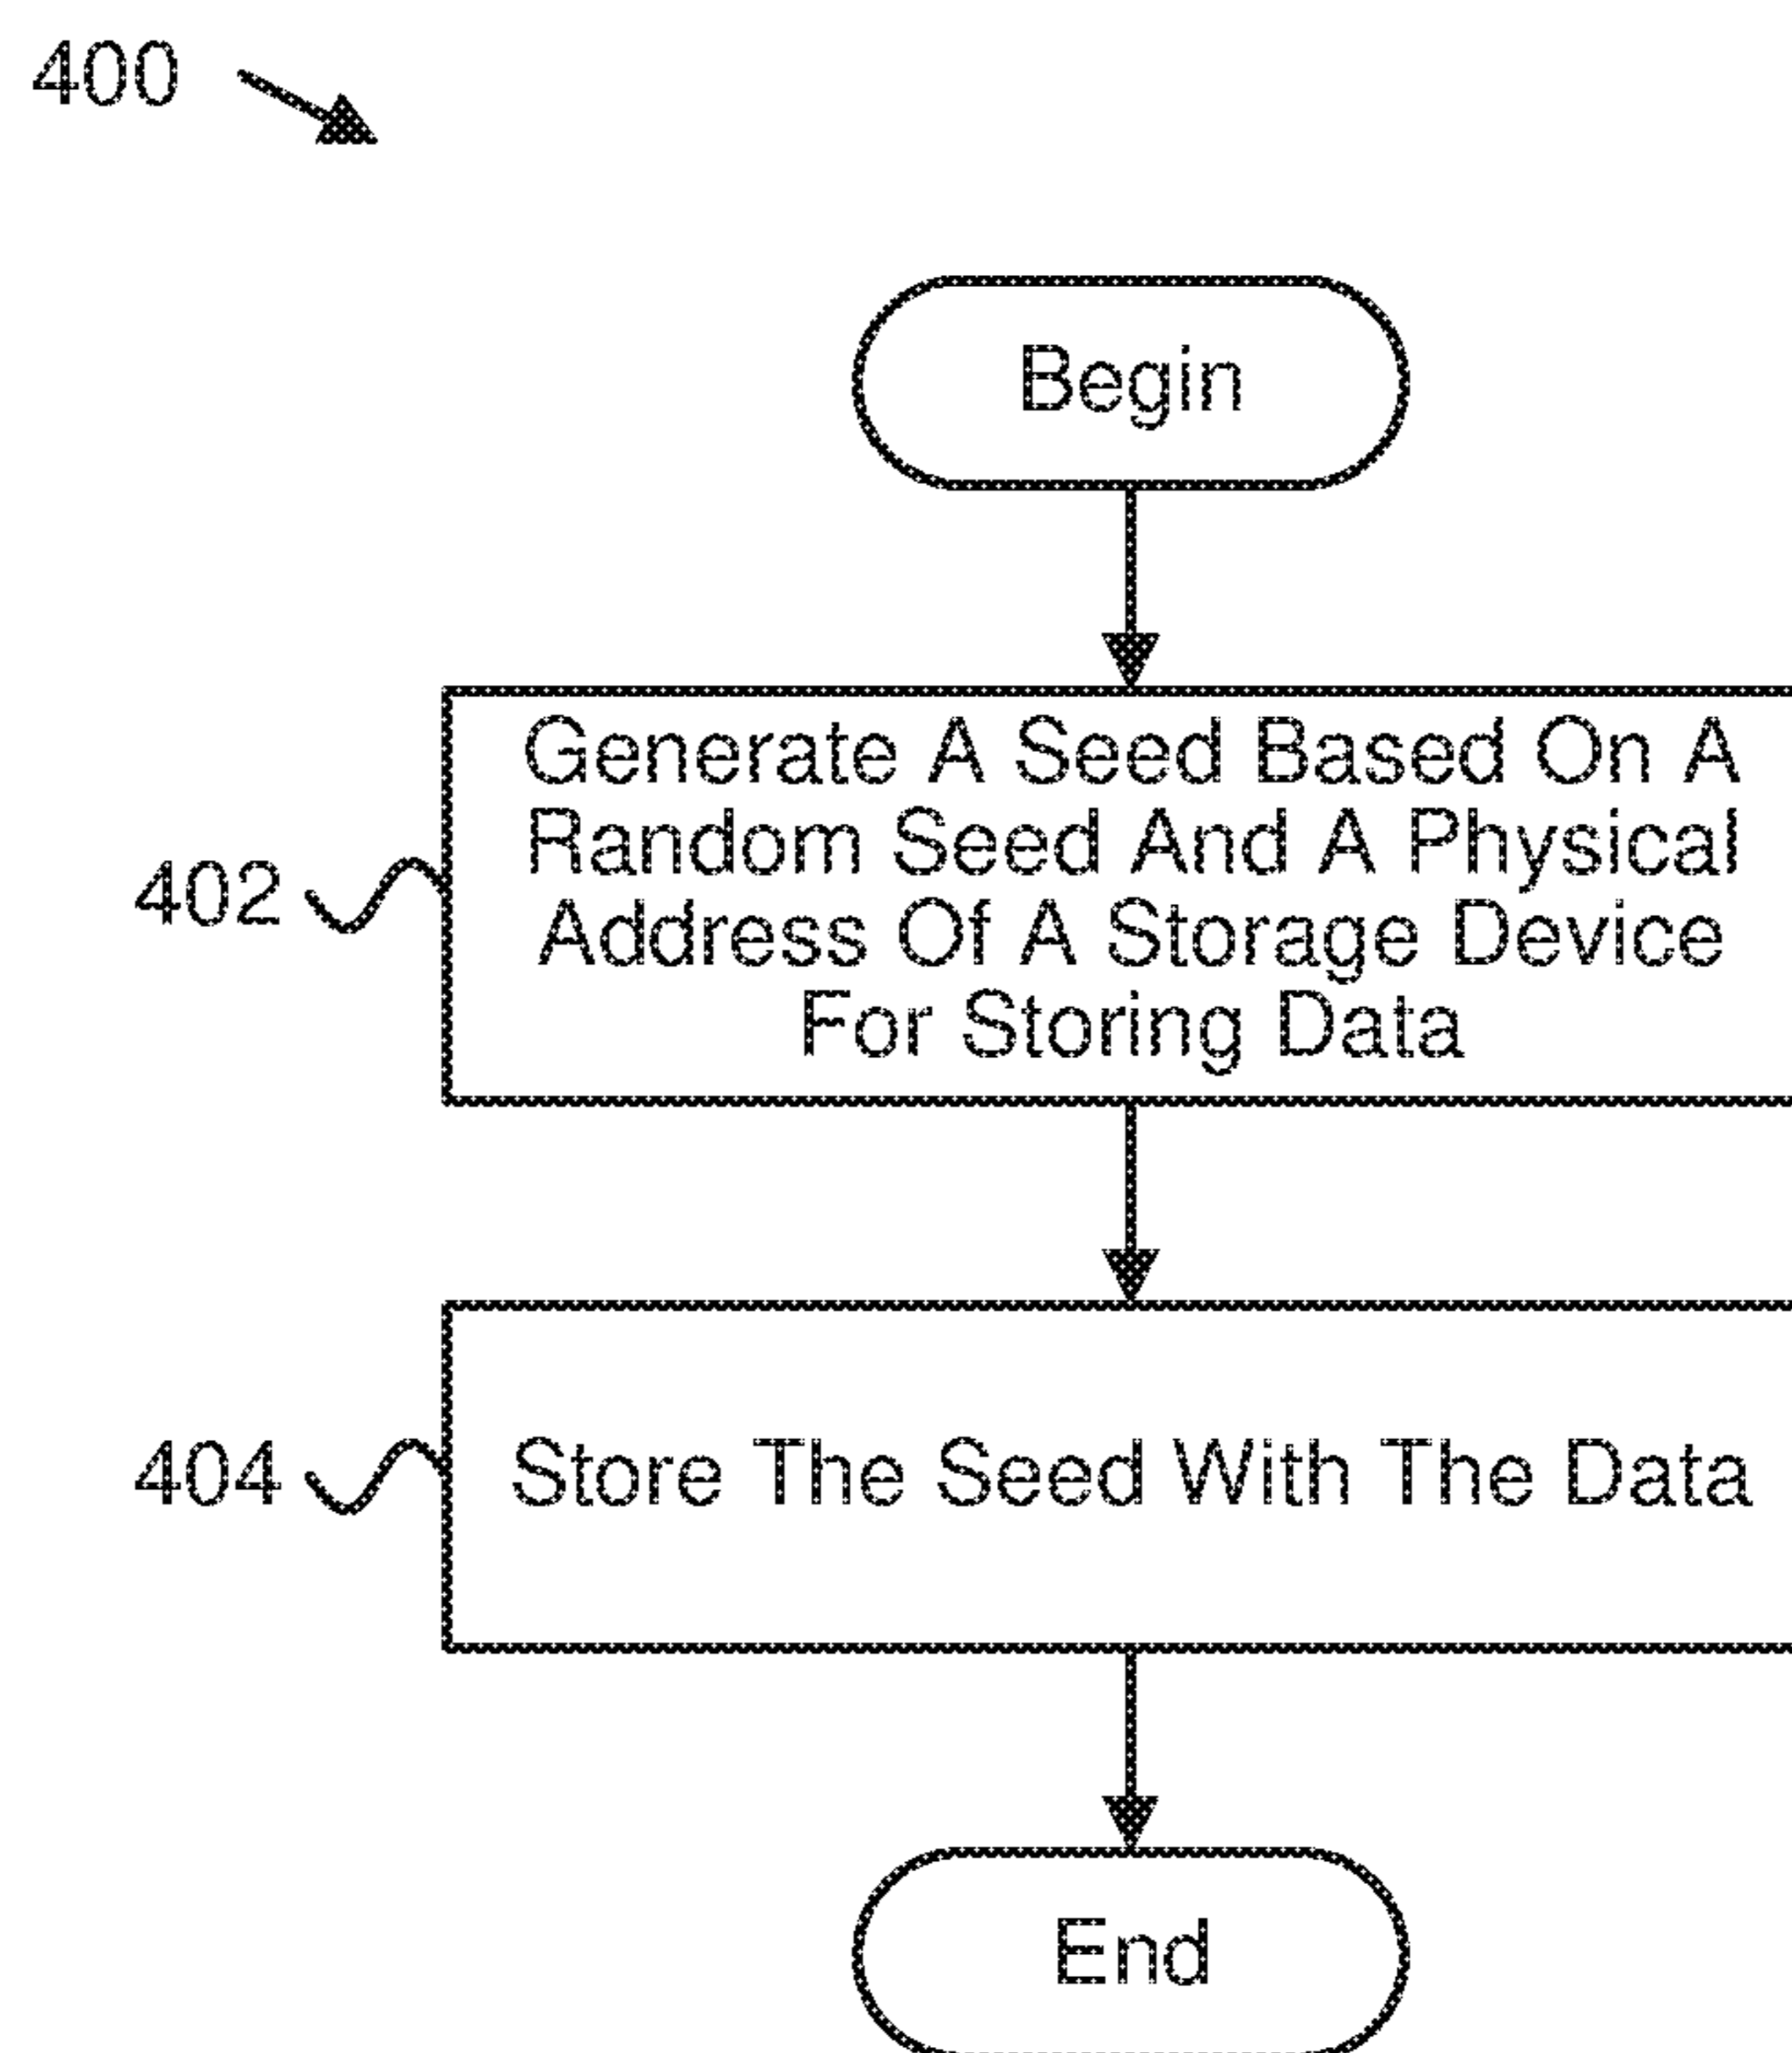 400
Begin
402
Generate A Seed Based On A
Random Seed And A Physical
Address Of A Storage Device
For Storing Data
404
Store The Seed With The Data
End